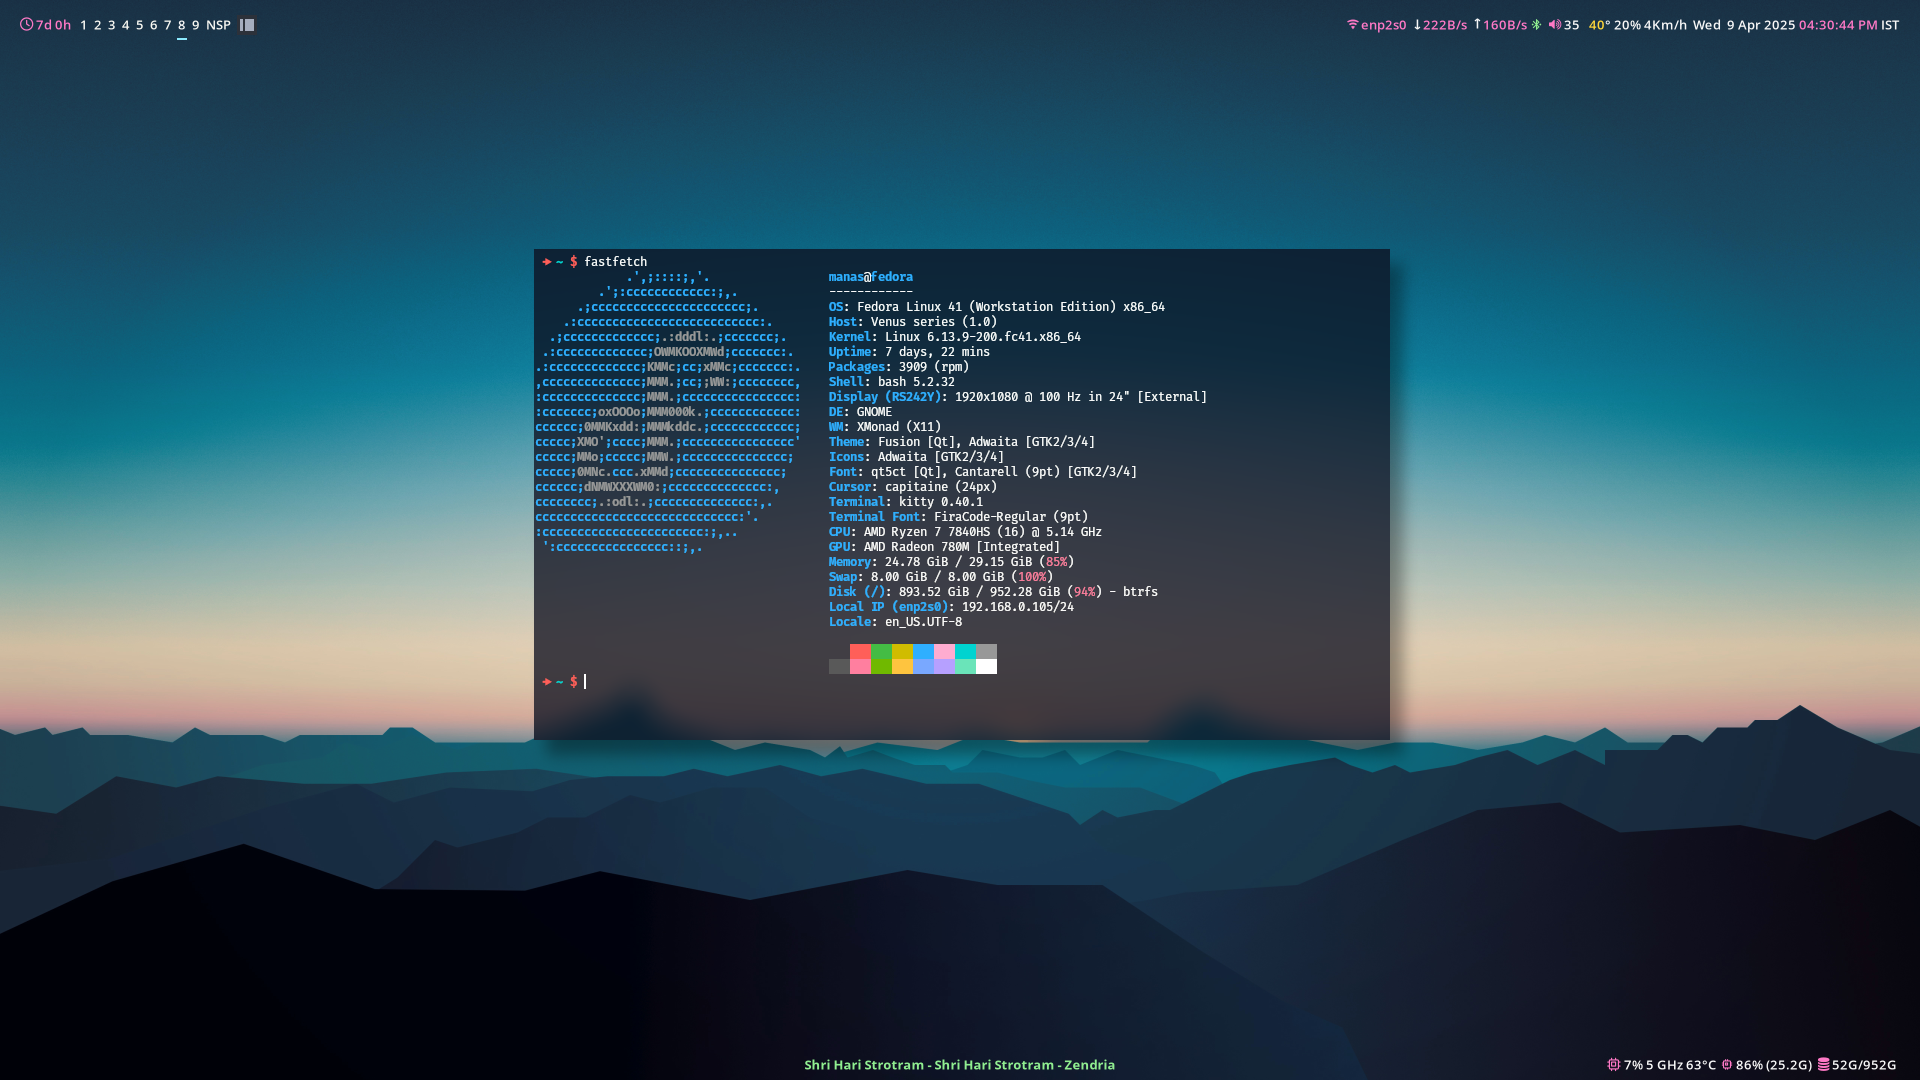 7d 0h 1 2 3 4 5 6 7 8 9 NSP
enp2s0 ↓222B/s ↑160B/s 35 40° 20% 4Km/h Wed 9 Apr 2025 04:30:44 PM IST
~ $ fastfetch
.',;::::;,'.
.';:cccccccccccc:;,.
.;cccccccccccccccccccccc;.
.:cccccccccccccccccccccccccc:.
.;ccccccccccccc;.:dddl:.;ccccccc;.
.:ccccccccccccc;OWMKOOXMWd;ccccccc:.
.:ccccccccccccc;KMMc;cc;xMMc;ccccccc:.
,cccccccccccccc;MMM.;cc;;WW:;cccccccc,
:cccccccccccccc;MMM.;cccccccccccccccc:
:ccccccc;oxOOOo;MMM000k.;cccccccccccc:
cccccc;0MMKxdd:;MMMkddc.;cccccccccccc;
ccccc;XMO';cccc;MMM.;cccccccccccccccc'
ccccc;MMo;ccccc;MMW.;ccccccccccccccc;
ccccc;0MNc.ccc.xMMd;ccccccccccccccc;
cccccc;dNMWXXXWM0:;cccccccccccccc:,
cccccccc;.:odl:.;cccccccccccccc:,.
ccccccccccccccccccccccccccccc:'.
:ccccccccccccccccccccccc:;,..
':cccccccccccccccc::;,.
manas@fedora
------------
OS: Fedora Linux 41 (Workstation Edition) x86_64
Host: Venus series (1.0)
Kernel: Linux 6.13.9-200.fc41.x86_64
Uptime: 7 days, 22 mins
Packages: 3909 (rpm)
Shell: bash 5.2.32
Display (RS242Y): 1920x1080 @ 100 Hz in 24" [External]
DE: GNOME
WM: XMonad (X11)
Theme: Fusion [Qt], Adwaita [GTK2/3/4]
Icons: Adwaita [GTK2/3/4]
Font: qt5ct [Qt], Cantarell (9pt) [GTK2/3/4]
Cursor: capitaine (24px)
Terminal: kitty 0.40.1
Terminal Font: FiraCode-Regular (9pt)
CPU: AMD Ryzen 7 7840HS (16) @ 5.14 GHz
GPU: AMD Radeon 780M [Integrated]
Memory: 24.78 GiB / 29.15 GiB (85%)
Swap: 8.00 GiB / 8.00 GiB (100%)
Disk (/): 893.52 GiB / 952.28 GiB (94%) - btrfs
Local IP (enp2s0): 192.168.0.105/24
Locale: en_US.UTF-8
~ $
Shri Hari Strotram - Shri Hari Strotram - Zendria
7% 5 GHz 63°C 86% (25.2G) 52G/952G